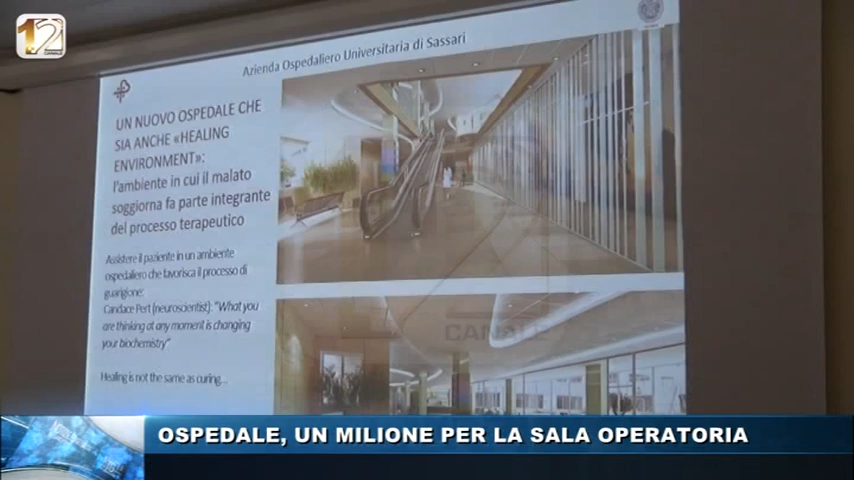 12
Azienda Ospedaliero Universitaria di Sassari
UN NUOVO OSPEDALE CHE
SIA ANCHE «HEALING
ENVIRONMENT»:
l'ambiente in cui il malato
soggiorna fa parte integrante
del processo terapeutico
Assistere il paziente in un ambiente
ospedaliero che favorisca il processo di
guarigione:
Candace Pert (neuroscientist): "What you
are thinking at any moment is changing
your biochemistry"
Healing is not the same as curing...
CANALE
OSPEDALE, UN MILIONE PER LA SALA OPERATORIA